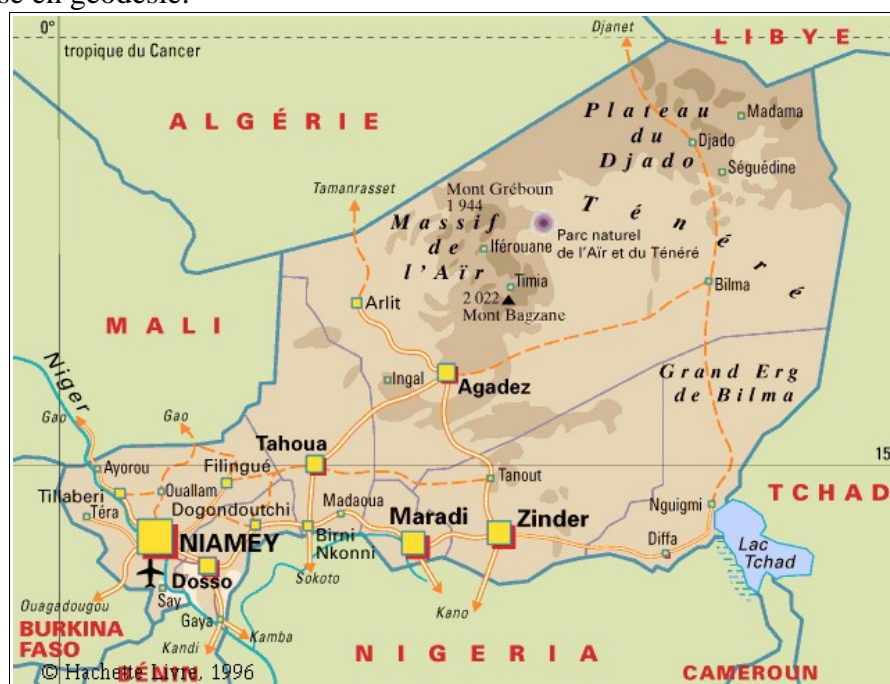 se en géodésie.
Djanet
0°
LIBYE
tropique du Cancer
ALGÉRIE
Plateau
du
Djado
Madama
Djado
Séguédine
Tamanrasset
Mont Gréboun
1 944
Massif
de
l'Aïr
Iférouane
Ténéré
Parc naturel
de l'Aïr et du Ténéré
Timia
2 022
Mont Bagzane
Bilma
Arlit
MALI
Niger
Ingal
Agadez
Grand Erg
de Bilma
Gao
Gao
Tahoua
Ayorou
Filingué
Tanout
15
Tillaberi
Ouallam
Téra
Dogondoutchi
Madaoua
Nguigmi
TCHAD
Maradi
Zinder
NIAMEY
Birni
Nkonni
Diffa
Lac
Tchad
Dosso
Sokoto
Say
Ouagadougou
Gaya
Kano
BURKINA
FASO
Kandi
Kamba
NIGERIA
BÉNIN
CAMEROUN
© Hachette Livre, 1996